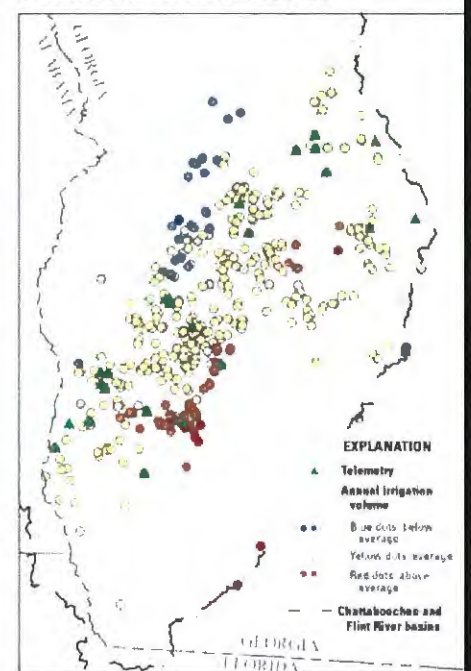 GEORGIA
ALABAMA
EXPLANATION
Telemetry
Annual irrigation
volume
Blue dots below
average
Yellow dots average
Red dots above
average
Chattahoochee and
Flint River basins
GEORGIA
FLORIDA